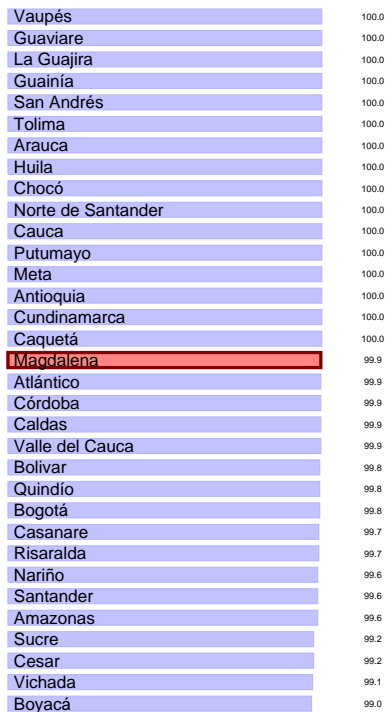 Vaupés 100.0
Guaviare 100.0
La Guajira 100.0
Guainía 100.0
San Andrés 100.0
Tolima 100.0
Arauca 100.0
Huila 100.0
Chocó 100.0
Norte de Santander 100.0
Cauca 100.0
Putumayo 100.0
Meta 100.0
Antioquia 100.0
Cundinamarca 100.0
Caquetá 100.0
Magdalena 99.9
Atlántico 99.9
Córdoba 99.9
Caldas 99.9
Valle del Cauca 99.9
Bolivar 99.8
Quindío 99.8
Bogotá 99.8
Casanare 99.7
Risaralda 99.7
Nariño 99.6
Santander 99.6
Amazonas 99.6
Sucre 99.2
Cesar 99.2
Vichada 99.1
Boyacá 99.0